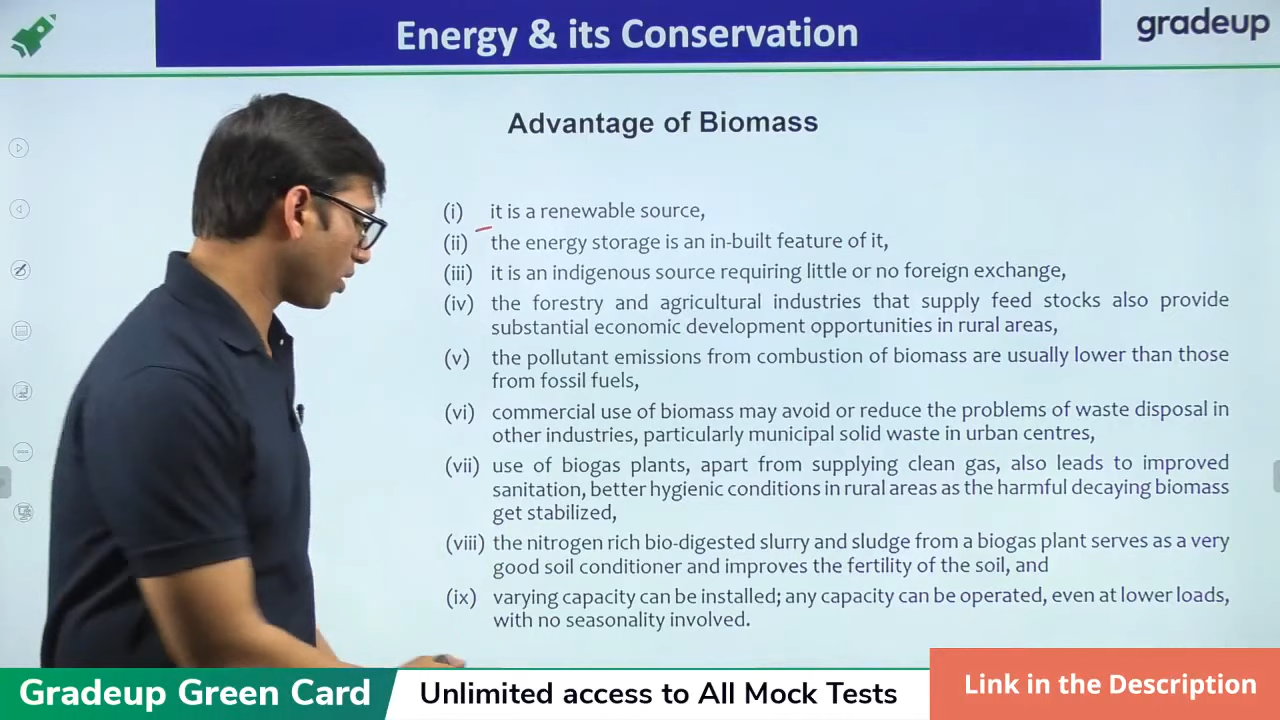 Energy & its Conservation
gradeup
Advantage of Biomass
(i) it is a renewable source,
(ii) the energy storage is an in-built feature of it,
(iii) it is an indigenous source requiring little or no foreign exchange,
(iv) the forestry and agricultural industries that supply feed stocks also provide
substantial economic development opportunities in rural areas,
(v) the pollutant emissions from combustion of biomass are usually lower than those
from fossil fuels,
(vi) commercial use of biomass may avoid or reduce the problems of waste disposal in
other industries, particularly municipal solid waste in urban centres,
(vii) use of biogas plants, apart from supplying clean gas, also leads to improved
sanitation, better hygienic conditions in rural areas as the harmful decaying biomass
get stabilized,
(viii) the nitrogen rich bio-digested slurry and sludge from a biogas plant serves as a very
good soil conditioner and improves the fertility of the soil, and
(ix) varying capacity can be installed; any capacity can be operated, even at lower loads,
with no seasonality involved.
Gradeup Green Card
Unlimited access to All Mock Tests
Link in the Description